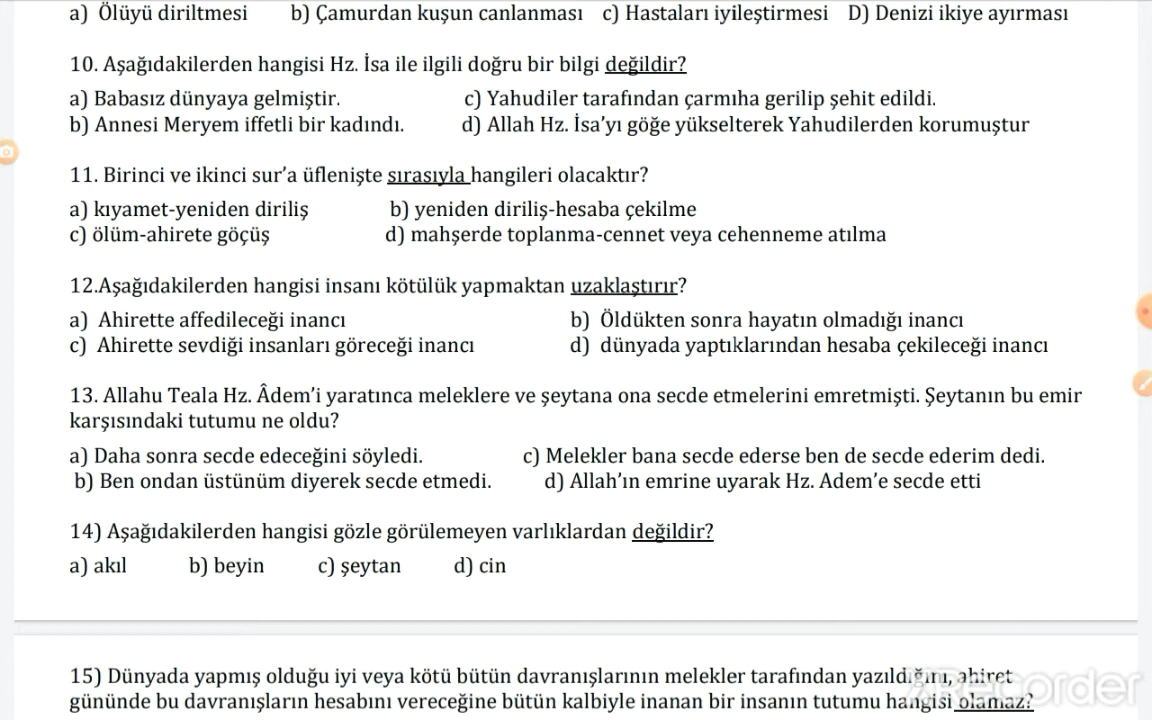 a) Ölüyü diriltmesi b) Çamurdan kuşun canlanması c) Hastaları iyileştirmesi D) Denizi ikiye ayırması
10. Aşağıdakilerden hangisi Hz. İsa ile ilgili doğru bir bilgi değildir?
a) Babasız dünyaya gelmiştir. c) Yahudiler tarafından çarmıha gerilip şehit edildi.
b) Annesi Meryem iffetli bir kadındı. d) Allah Hz. İsa’yı göğe yükselterek Yahudilerden korumuştur
11. Birinci ve ikinci sur’a üflenişte sırasıyla hangileri olacaktır?
a) kıyamet-yeniden diriliş b) yeniden diriliş-hesaba çekilme
c) ölüm-ahirete göçüş d) mahşerde toplanma-cennet veya cehenneme atılma
12.Aşağıdakilerden hangisi insanı kötülük yapmaktan uzaklaştırır?
a) Ahirette affedileceği inancı b) Öldükten sonra hayatın olmadığı inancı
c) Ahirette sevdiği insanları göreceği inancı d) dünyada yaptıklarından hesaba çekileceği inancı
13. Allahu Teala Hz. Âdem’i yaratınca meleklere ve şeytana ona secde etmelerini emretmişti. Şeytanın bu emir
karşısındaki tutumu ne oldu?
a) Daha sonra secde edeceğini söyledi. c) Melekler bana secde ederse ben de secde ederim dedi.
b) Ben ondan üstünüm diyerek secde etmedi. d) Allah’ın emrine uyarak Hz. Adem’e secde etti
14) Aşağıdakilerden hangisi gözle görülemeyen varlıklardan değildir?
a) akıl b) beyin c) şeytan d) cin
15) Dünyada yapmış olduğu iyi veya kötü bütün davranışlarının melekler tarafından yazıldığını, ahiret
gününde bu davranışların hesabını vereceğine bütün kalbiyle inanan bir insanın tutumu hangisi olamaz?
XRecorder